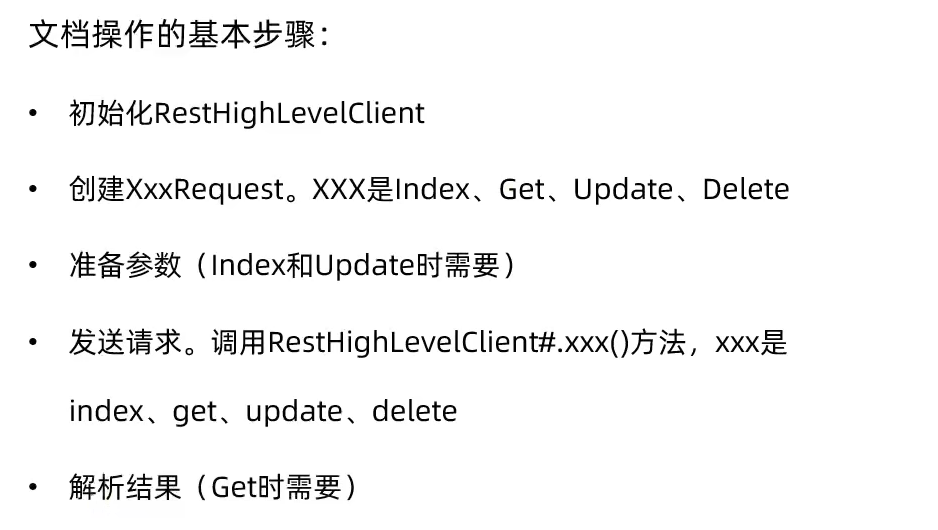 文档操作的基本步骤：
• 初始化RestHighLevelClient
• 创建XxxRequest。XXX是Index、Get、Update、Delete
• 准备参数（Index和Update时需要）
• 发送请求。调用RestHighLevelClient#.xxx()方法，xxx是
index、get、update、delete
• 解析结果（Get时需要）